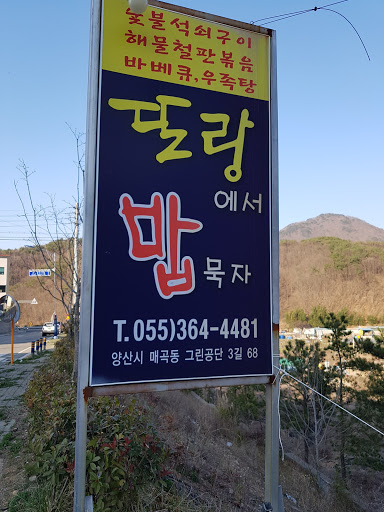 숯불석쇠구이
해물철판볶음
바베큐,우족탕
또랑
에서
밥
묵자
T.055)364-4481
양산시 매곡동 그린공단 3길 68